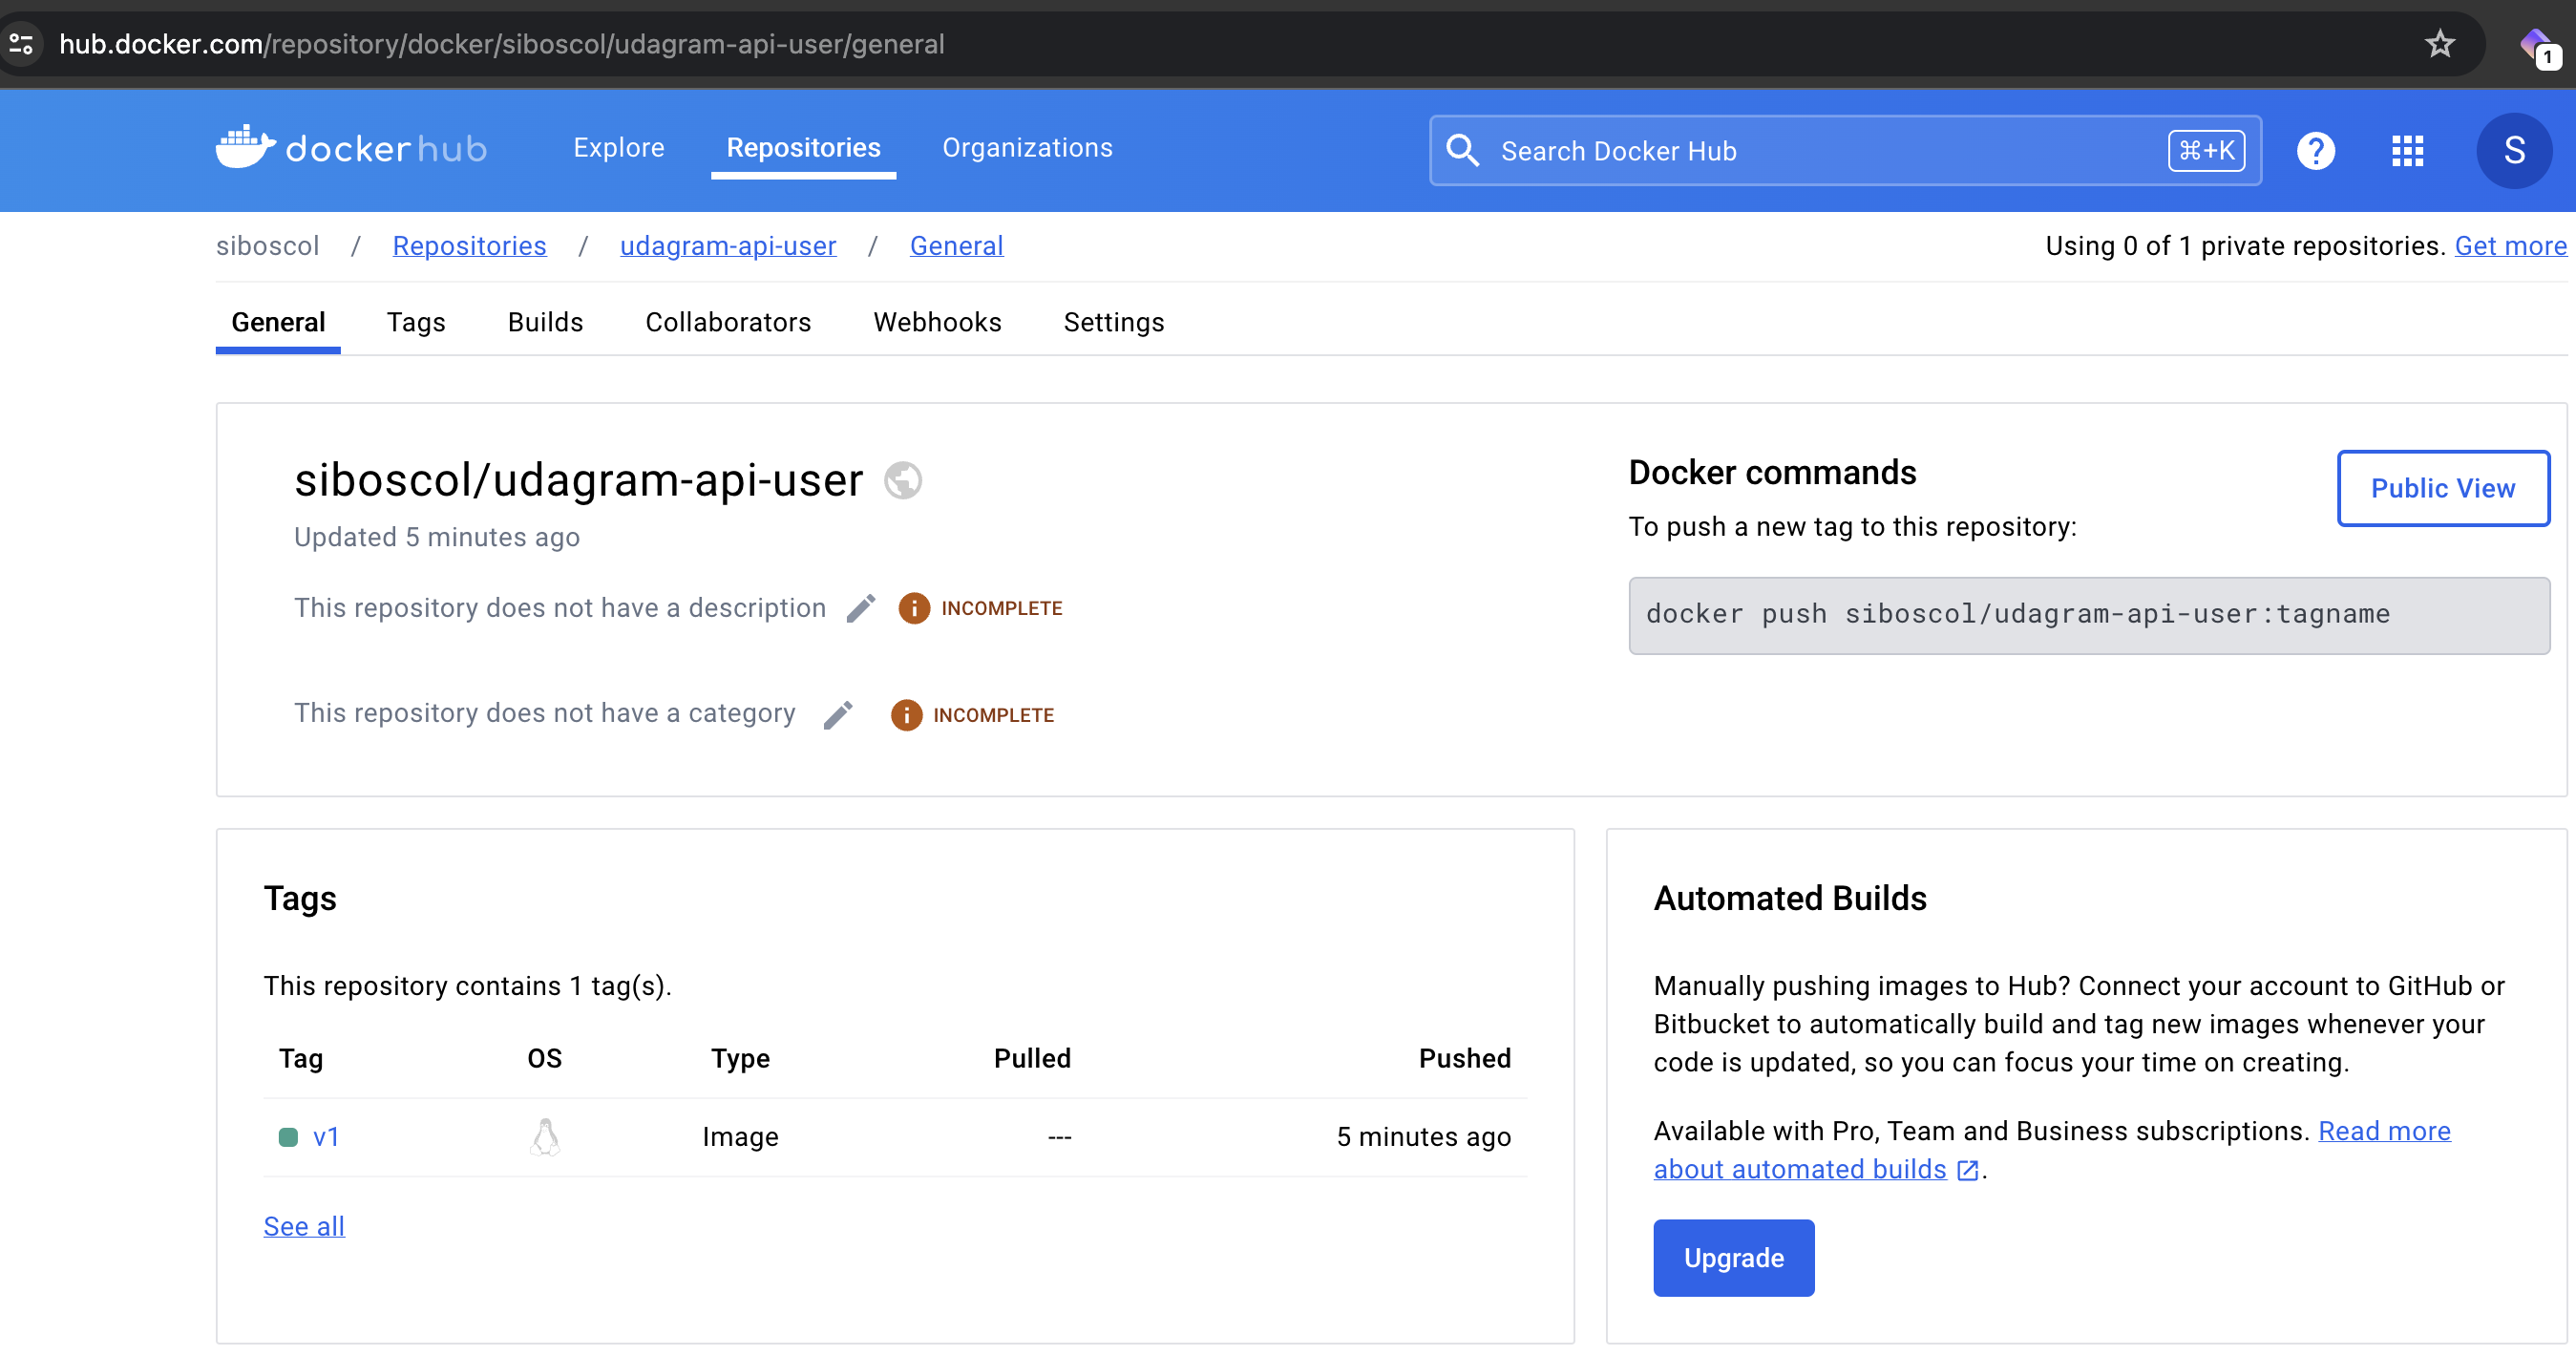 hub.docker.com/repository/docker/siboscol/udagram-api-user/general
1
dockerhub
Explore
Repositories
Organizations
Search Docker Hub
⌘+K
?
S
siboscol / Repositories / udagram-api-user / General
Using 0 of 1 private repositories. Get more
General
Tags
Builds
Collaborators
Webhooks
Settings
siboscol/udagram-api-user
Updated 5 minutes ago
This repository does not have a description
i INCOMPLETE
This repository does not have a category
i INCOMPLETE
Docker commands
Public View
To push a new tag to this repository:
docker push siboscol/udagram-api-user:tagname
Tags
This repository contains 1 tag(s).
Tag OS Type Pulled Pushed
v1 Image --- 5 minutes ago
See all
Automated Builds
Manually pushing images to Hub? Connect your account to GitHub or
Bitbucket to automatically build and tag new images whenever your
code is updated, so you can focus your time on creating.
Available with Pro, Team and Business subscriptions. Read more
about automated builds .
Upgrade